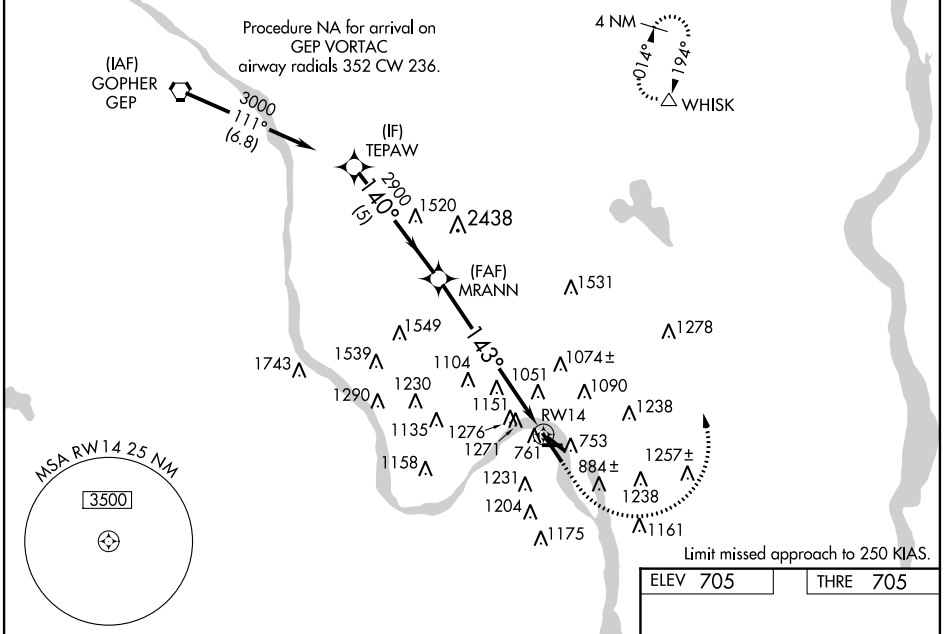 Procedure NA for arrival on
GEP VORTAC
airway radials 352 CW 236.
4 NM
014°
194°
WHISK
(IAF)
GOPHER
GEP
3000
111°
(6.8)
(IF)
TEPAW
2900
140°
(5)
1520
2438
(FAF)
MRANN
1531
1549
1278
143°
1743
1539
1104
1074±
1051
1090
1290
1230
1151
RW14
1238
1135
1276
1271
761
753
1158
1231
884±
1257±
1238
1204
1161
1175
MSA RW14 25 NM
3500
Limit missed approach to 250 KIAS.
ELEV 705
THRE 705